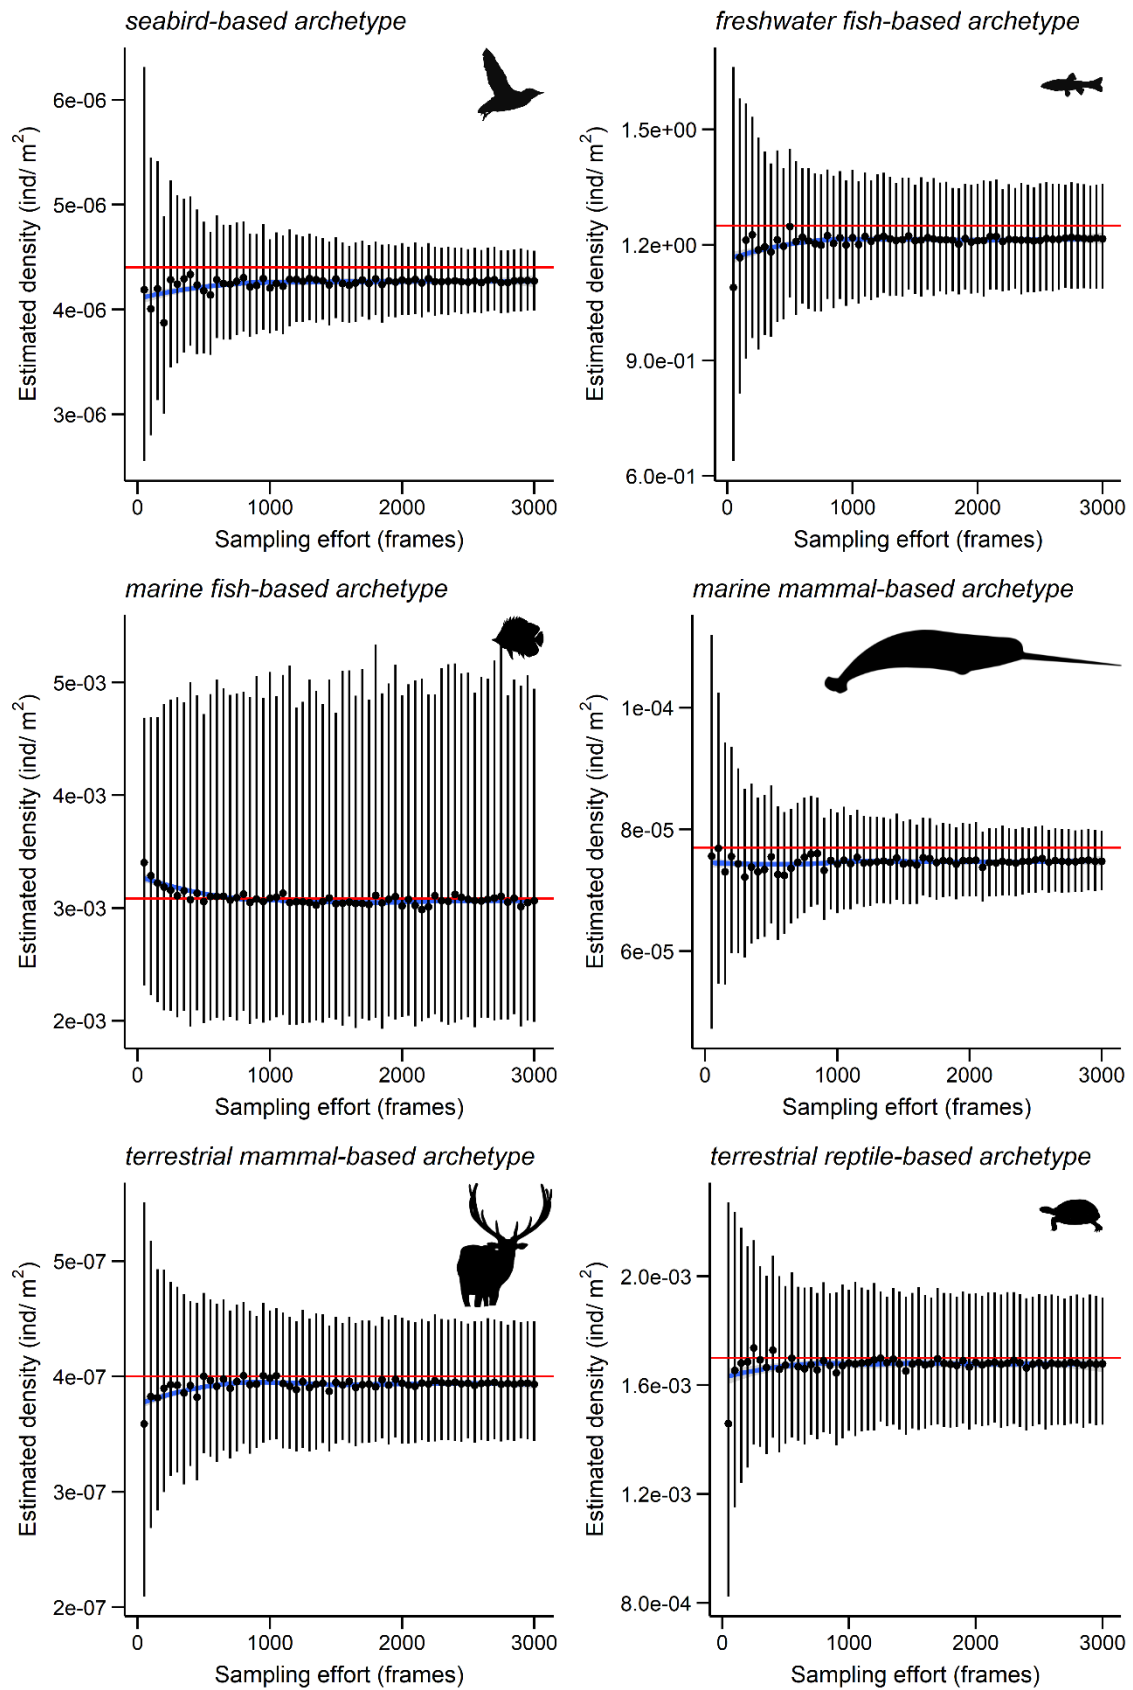 seabird-based archetype
Estimated density (ind/ m²)
6e-06
5e-06
4e-06
3e-06
0 1000 2000 3000
Sampling effort (frames)
freshwater fish-based archetype
Estimated density (ind/ m²)
1.5e+00
1.2e+00
9.0e-01
6.0e-01
0 1000 2000 3000
Sampling effort (frames)
marine fish-based archetype
Estimated density (ind/ m²)
5e-03
4e-03
3e-03
2e-03
0 1000 2000 3000
Sampling effort (frames)
marine mammal-based archetype
Estimated density (ind/ m²)
1e-04
8e-05
6e-05
0 1000 2000 3000
Sampling effort (frames)
terrestrial mammal-based archetype
Estimated density (ind/ m²)
5e-07
4e-07
3e-07
2e-07
0 1000 2000 3000
Sampling effort (frames)
terrestrial reptile-based archetype
Estimated density (ind/ m²)
2.0e-03
1.6e-03
1.2e-03
8.0e-04
0 1000 2000 3000
Sampling effort (frames)